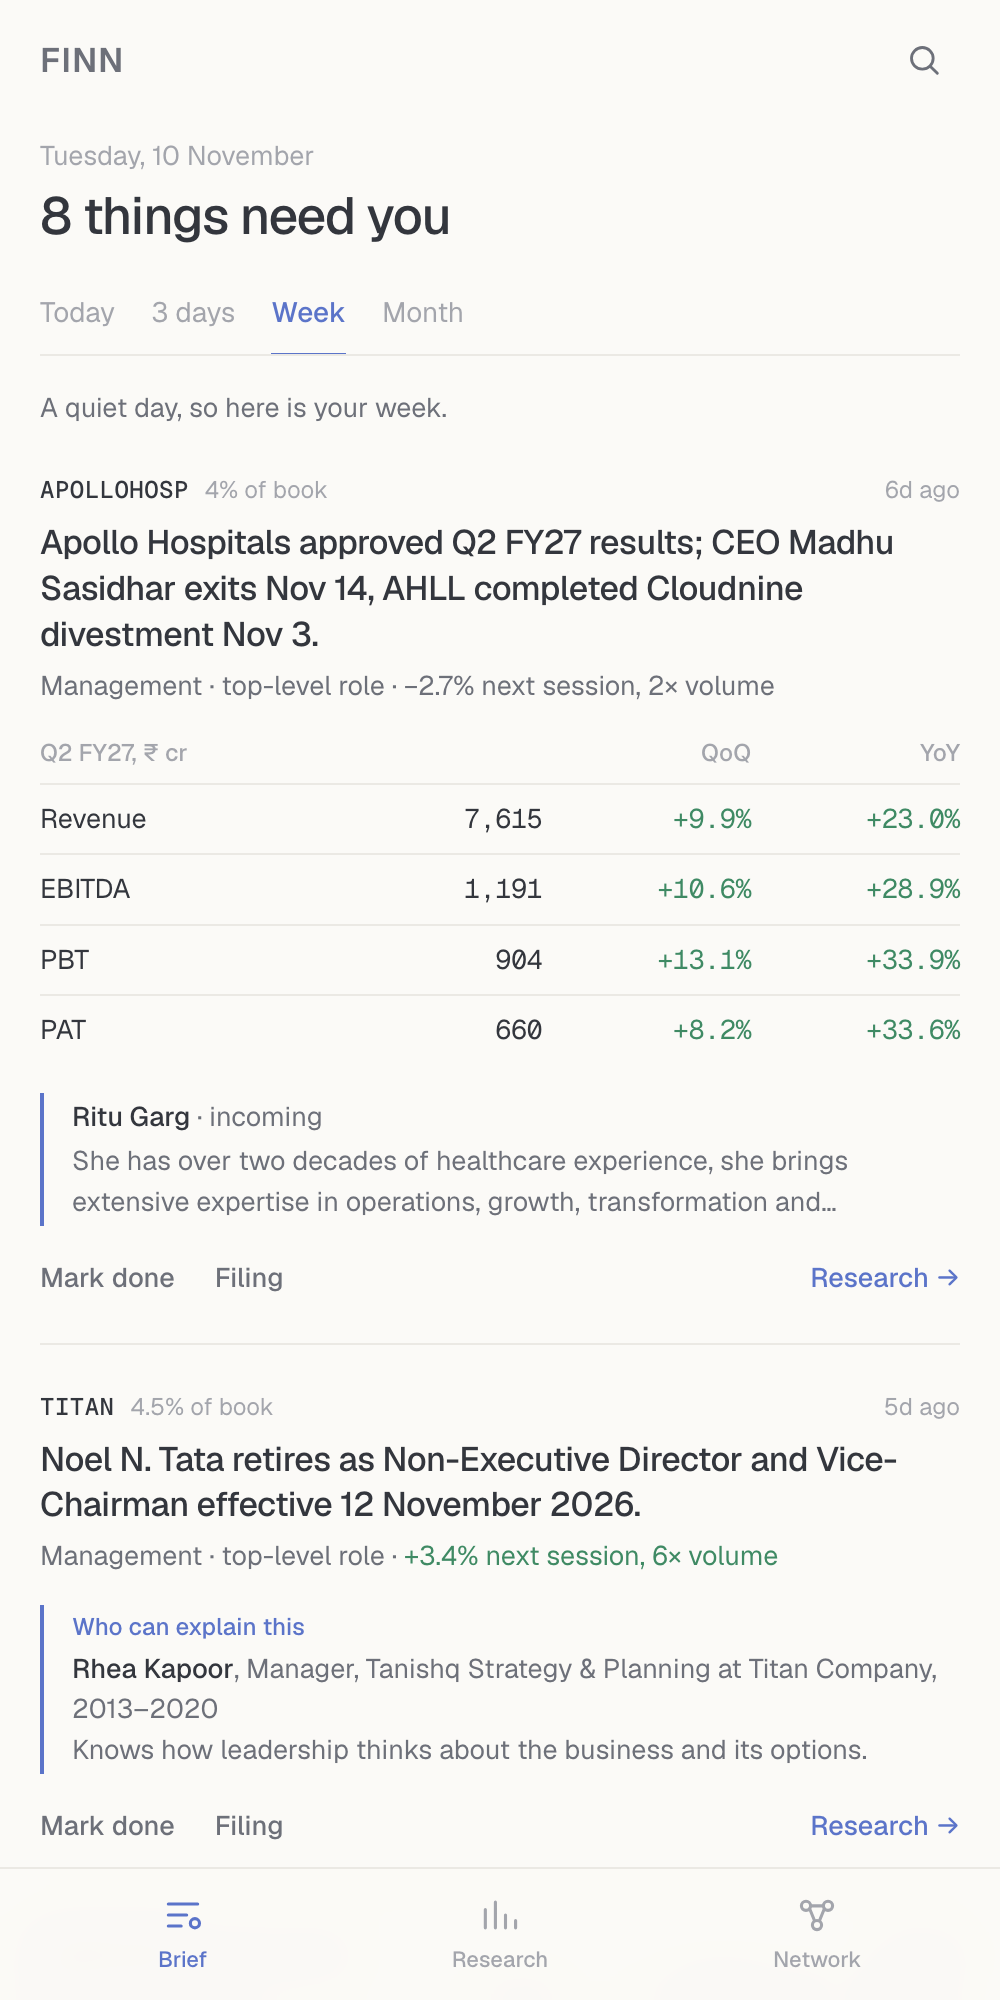 FINN
Tuesday, 10 November
8 things need you
Today 3 days Week Month
A quiet day, so here is your week.
APOLLOHOSP 4% of book 6d ago
Apollo Hospitals approved Q2 FY27 results; CEO Madhu
Sasidhar exits Nov 14, AHLL completed Cloudnine
divestment Nov 3.
Management · top-level role · −2.7% next session, 2× volume
Q2 FY27, ₹ cr QoQ YoY
Revenue 7,615 +9.9% +23.0%
EBITDA 1,191 +10.6% +28.9%
PBT 904 +13.1% +33.9%
PAT 660 +8.2% +33.6%
Ritu Garg · incoming
She has over two decades of healthcare experience, she brings
extensive expertise in operations, growth, transformation and…
Mark done Filing Research →
TITAN 4.5% of book 5d ago
Noel N. Tata retires as Non-Executive Director and Vice-
Chairman effective 12 November 2026.
Management · top-level role · +3.4% next session, 6× volume
Who can explain this
Rhea Kapoor, Manager, Tanishq Strategy & Planning at Titan Company,
2013–2020
Knows how leadership thinks about the business and its options.
Mark done Filing Research →
Brief Research Network